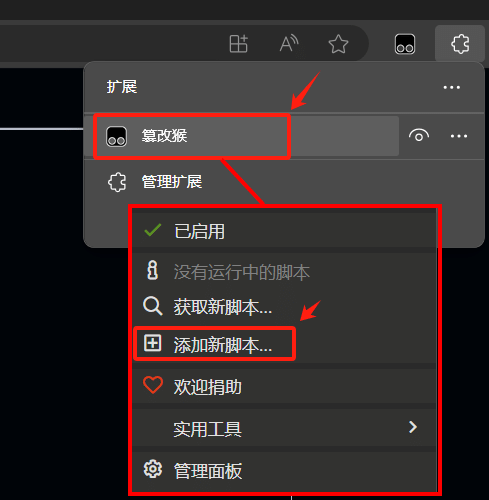 扩展
篡改猴
管理扩展
已启用
没有运行中的脚本
获取新脚本...
添加新脚本...
欢迎捐助
实用工具
管理面板